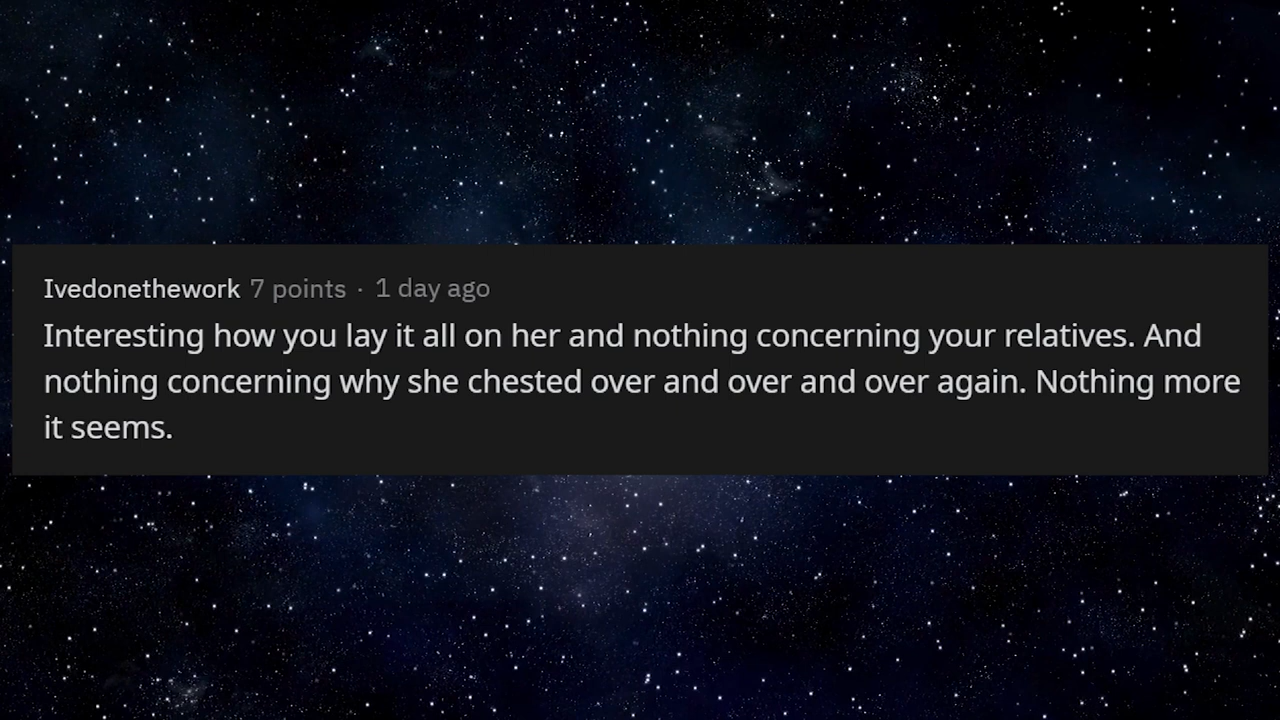 Ivedonethework 7 points · 1 day ago
Interesting how you lay it all on her and nothing concerning your relatives. And
nothing concerning why she chested over and over and over again. Nothing more
it seems.